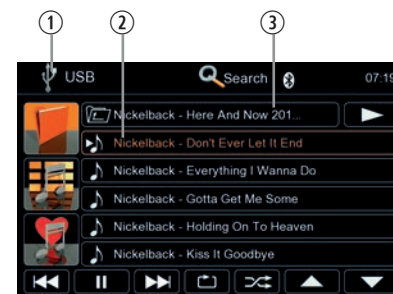 1 2 3
USB Search 07:19
Nickelback - Here And Now 201...
Nickelback - Don't Ever Let It End
Nickelback - Everything I Wanna Do
Nickelback - Gotta Get Me Some
Nickelback - Holding On To Heaven
Nickelback - Kiss It Goodbye